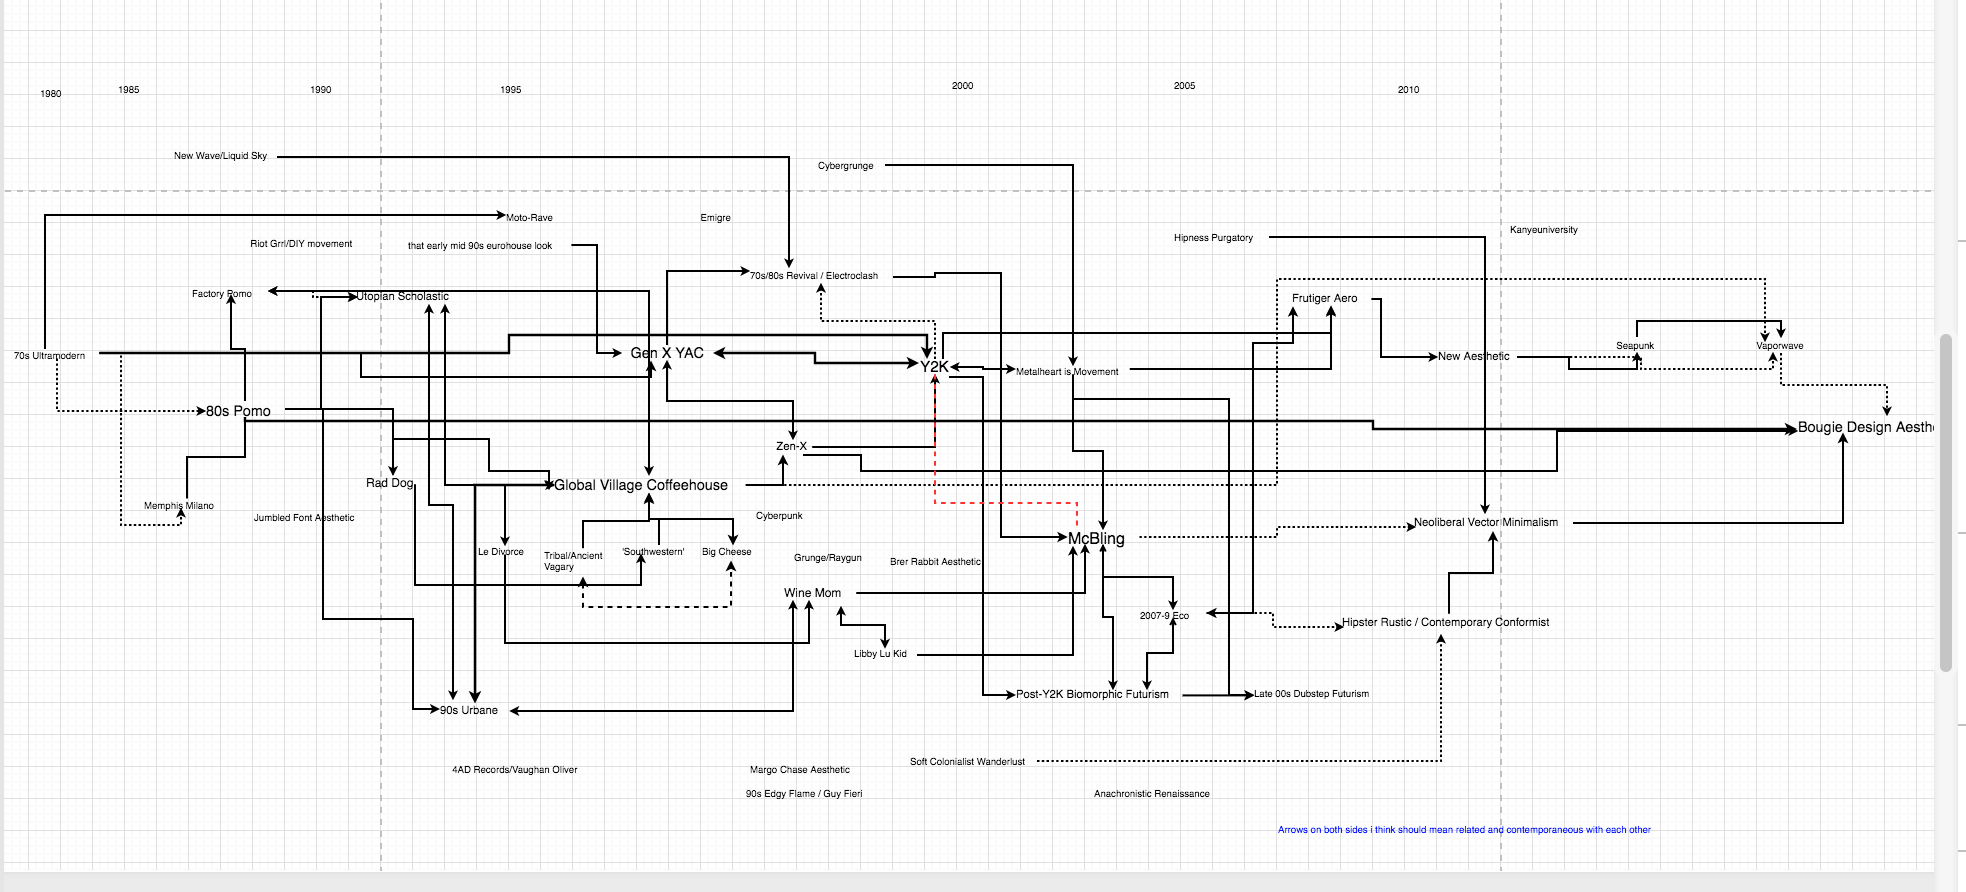 1980
1985
1990
1995
2000
2005
2010
New Wave/Liquid Sky
Cybergrunge
Moto-Rave
Emigre
Riot Grrl/DIY movement
that early mid 90s eurohouse look
Hipness Purgatory
Kanyeuniversity
70s/80s Revival / Electroclash
Factory Pomo
Utopian Scholastic
Frutiger Aero
70s Ultramodern
Gen X YAC
Y2K
Metalheart is Movement
New Aesthetic
Seapunk
Vaporwave
80s Pomo
Bougie Design Aesth
Zen-X
Rad Dog
Global Village Coffeehouse
Memphis Milano
Jumbled Font Aesthetic
Cyberpunk
Neoliberal Vector Minimalism
McBling
Le Divorce
Tribal/Ancient
Vagary
'Southwestern'
Big Cheese
Grunge/Raygun
Brer Rabbit Aesthetic
Wine Mom
2007-9 Eco
Hipster Rustic / Contemporary Conformist
Libby Lu Kid
Post-Y2K Biomorphic Futurism
Late 00s Dubstep Futurism
90s Urbane
4AD Records/Vaughan Oliver
Margo Chase Aesthetic
Soft Colonialist Wanderlust
90s Edgy Flame / Guy Fieri
Anachronistic Renaissance
Arrows on both sides i think should mean related and contemporaneous with each other